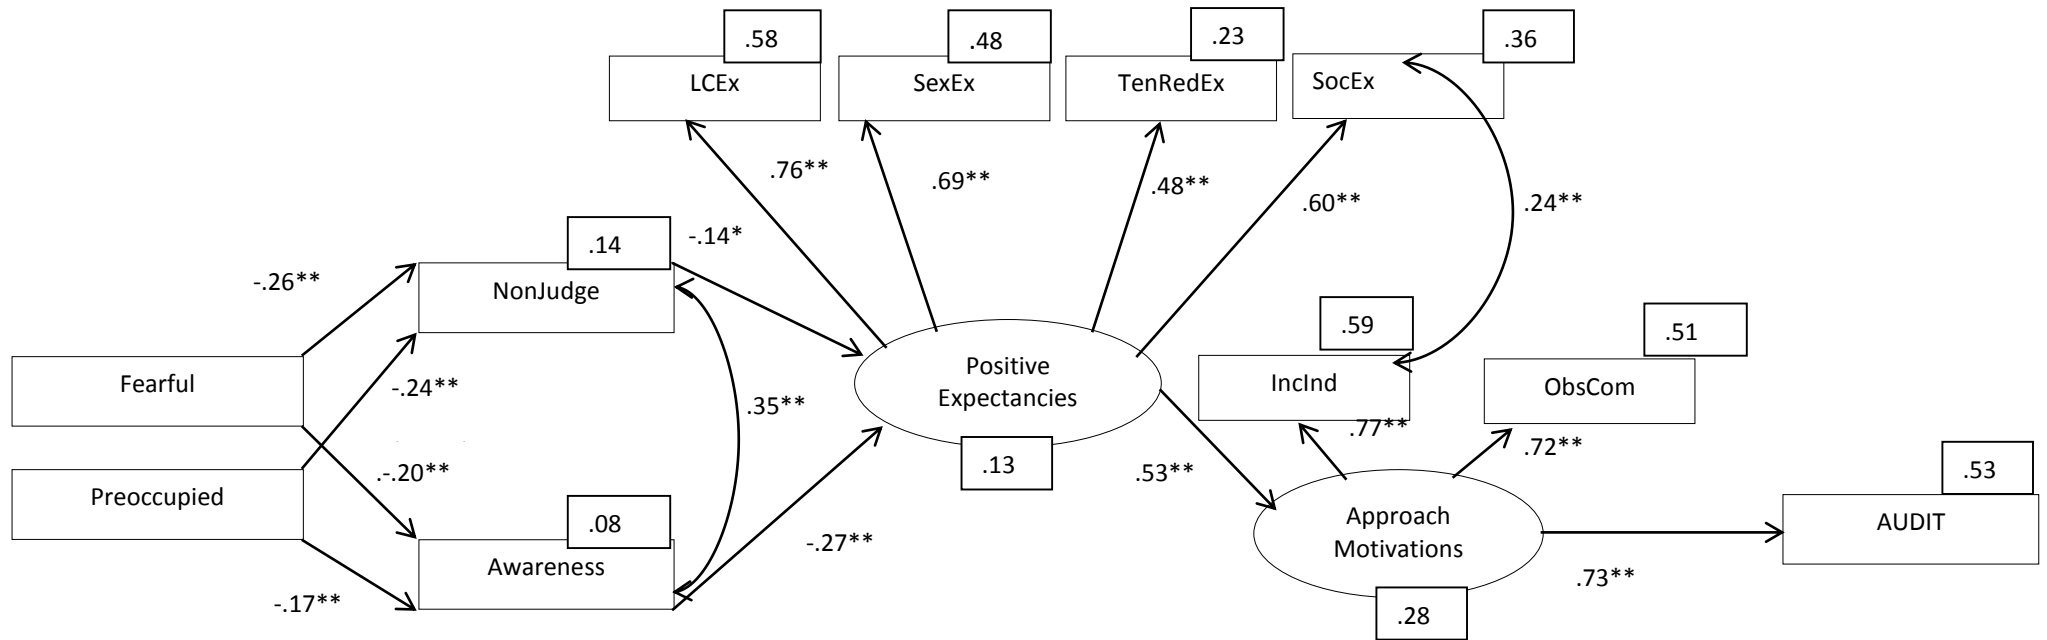 .58
.48
.23
.36
LCEx
SexEx
TenRedEx
SocEx
.76**
.69**
.48**
.60**
.24**
.14
-.14*
-.26**
NonJudge
.59
.51
Fearful
-.24**
.35**
Positive
Expectancies
IncInd
ObsCom
.77**
.72**
.-.20**
.13
.53**
.53
Preoccupied
.08
Approach
Motivations
AUDIT
Awareness
-.27**
.73**
-.17**
.28